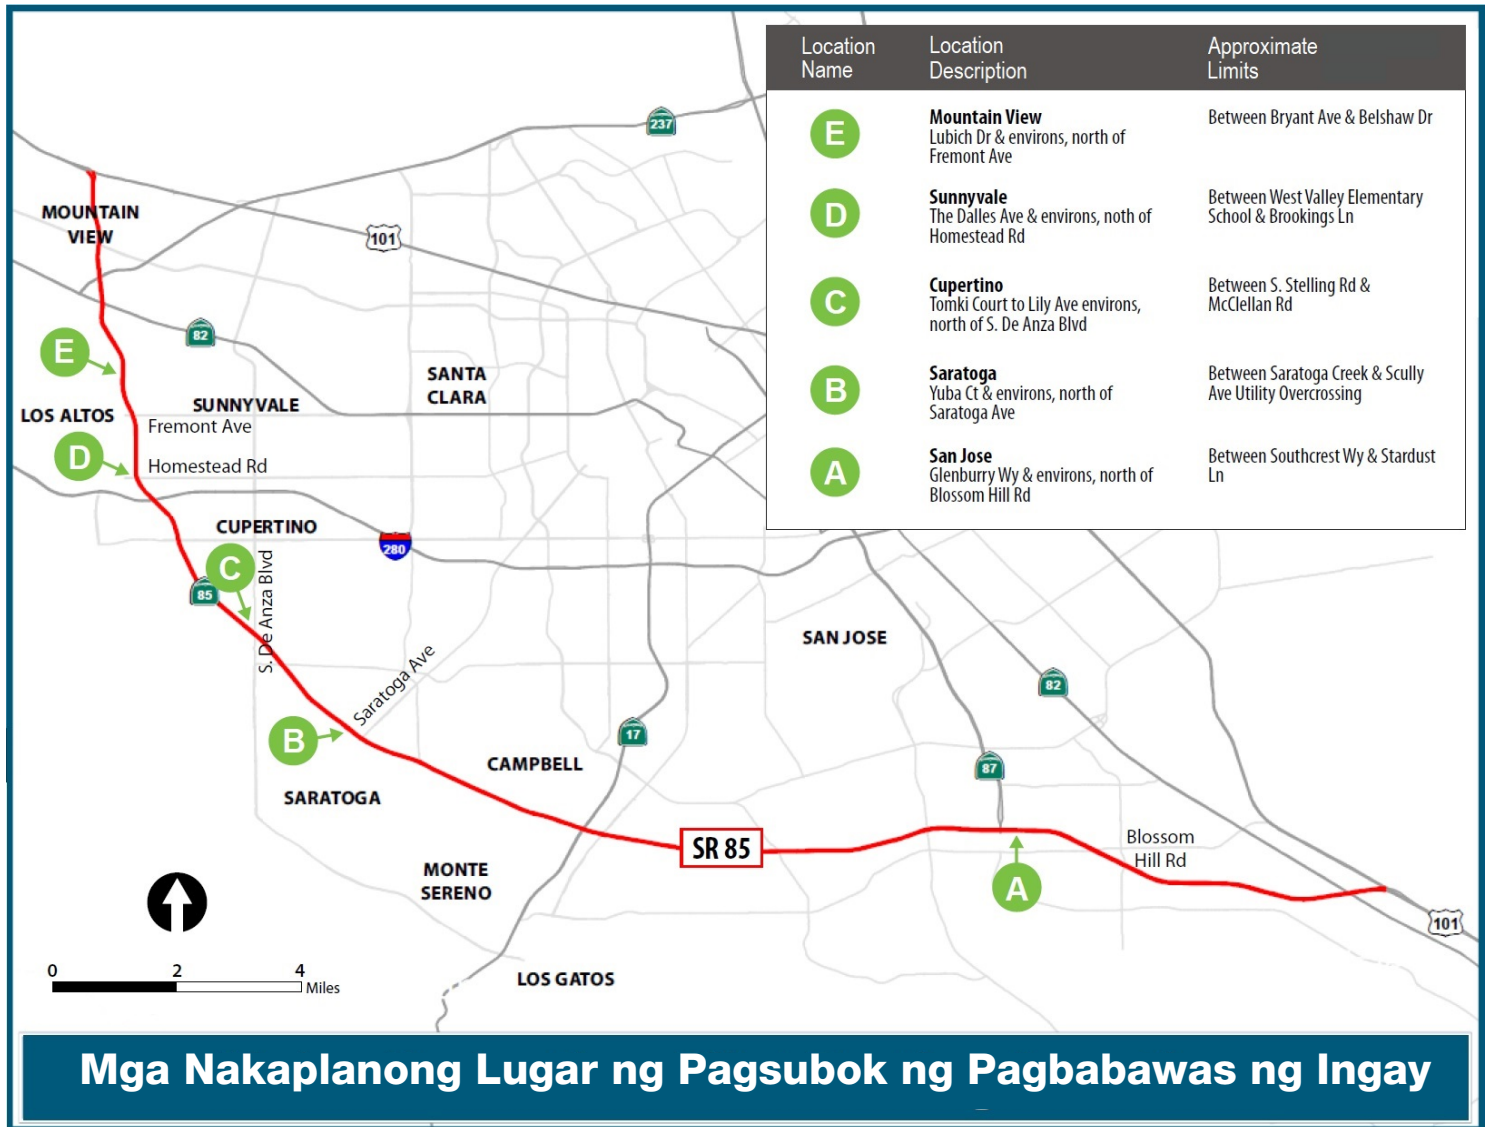 Location Name
Location Description
Approximate Limits
E
Mountain View
Lubich Dr & environs, north of
Fremont Ave
Between Bryant Ave & Belshaw Dr
D
Sunnyvale
The Dalles Ave & environs, noth of
Homestead Rd
Between West Valley Elementary
School & Brookings Ln
C
Cupertino
Tomki Court to Lily Ave environs,
north of S. De Anza Blvd
Between S. Stelling Rd &
McClellan Rd
B
Saratoga
Yuba Ct & environs, north of
Saratoga Ave
Between Saratoga Creek & Scully
Ave Utility Overcrossing
A
San Jose
Glenburry Wy & environs, north of
Blossom Hill Rd
Between Southcrest Wy & Stardust
Ln
237
MOUNTAIN
VIEW
101
82
E
SANTA
CLARA
LOS ALTOS
SUNNYVALE
Fremont Ave
D
Homestead Rd
CUPERTINO
280
C
85
S. De Anza Blvd
SAN JOSE
82
Saratoga Ave
B
17
87
CAMPBELL
SARATOGA
SR 85
Blossom
Hill Rd
MONTE
SERENO
A
101
0 2 4
Miles
LOS GATOS
Mga Nakaplanong Lugar ng Pagsubok ng Pagbabawas ng Ingay